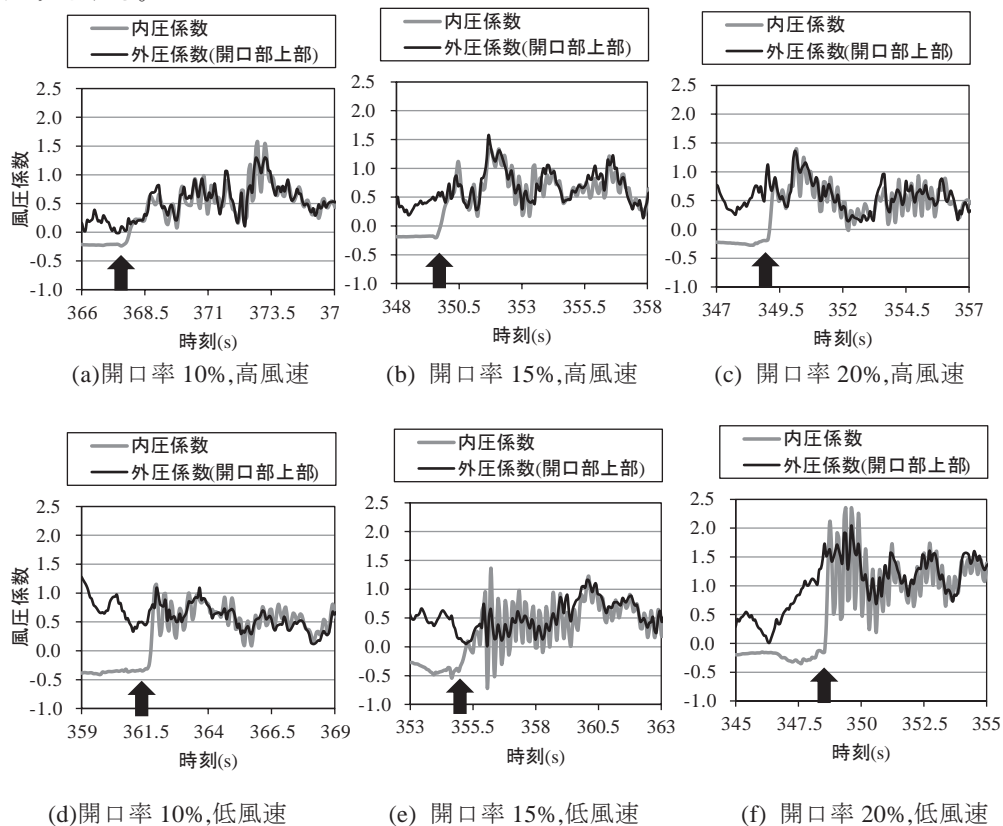 内圧係数
外圧係数(開口部上部)
内圧係数
外圧係数(開口部上部)
内圧係数
外圧係数(開口部上部)
風圧係数
2.5
2.0
1.5
1.0
0.5
0.0
-0.5
-1.0
366 368.5 371 373.5 37
時刻(s)
2.5
2.0
1.5
1.0
0.5
0.0
-0.5
-1.0
348 350.5 353 355.5 358
時刻(s)
2.5
2.0
1.5
1.0
0.5
0.0
-0.5
-1.0
347 349.5 352 354.5 357
時刻(s)
(a)開口率 10%,高風速
(b) 開口率 15%,高風速
(c) 開口率 20%,高風速
内圧係数
外圧係数(開口部上部)
内圧係数
外圧係数(開口部上部)
内圧係数
外圧係数(開口部上部)
風圧係数
2.5
2.0
1.5
1.0
0.5
0.0
-0.5
-1.0
359 361.5 364 366.5 369
時刻(s)
2.5
2.0
1.5
1.0
0.5
0.0
-0.5
-1.0
353 355.5 358 360.5 363
時刻(s)
2.5
2.0
1.5
1.0
0.5
0.0
-0.5
-1.0
345 347.5 350 352.5 355
時刻(s)
(d)開口率 10%,低風速
(e) 開口率 15%,低風速
(f) 開口率 20%,低風速